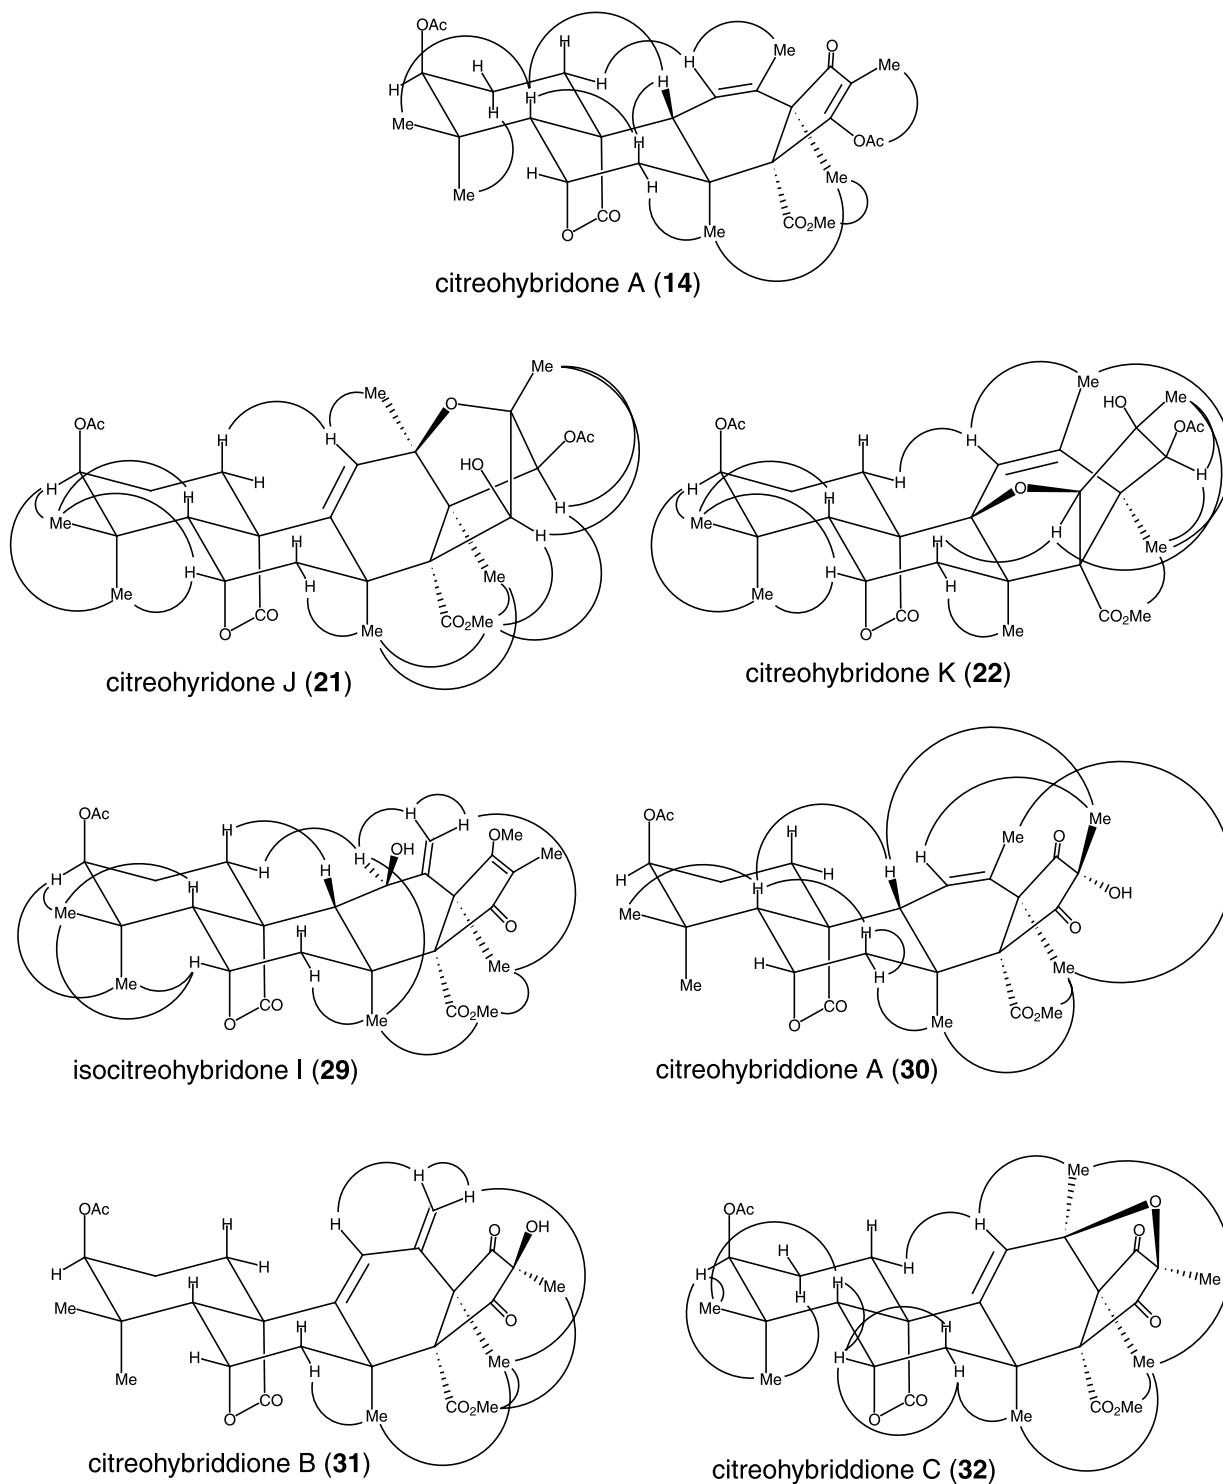 OAc
H
H
H
H
H
H
Me
O
Me
H
H
Me
H
H
H
OAc
Me
Me
CO2Me
O
CO
Me
citreohybridone A (14)
Me
Me
O
OAc
OAc
H
H
HO
H
H
H
H
Me
H
H
H
H
H
Me
Me
CO2Me
O
CO
Me
citreohyridone J (21)
Me
HO
Me
OAc
OAc
H
H
H
H
H
H
O
Me
H
H
H
Me
H
H
Me
CO2Me
O
CO
Me
citreohybridone K (22)
OAc
H
H
H
OMe
OH
Me
H
H
H
H
H
Me
O
H
H
H
Me
Me
CO2Me
O
CO
Me
isocitreohybridone I (29)
OAc
H
Me
Me
O
H
H
H
H
H
OH
Me
O
H
H
H
Me
Me
CO2Me
O
CO
Me
citreohybriddione A (30)
OAc
H
H
H
H
O
OH
H
H
H
Me
Me
O
H
H
H
Me
Me
CO2Me
O
CO
Me
citreohybriddione B (31)
OAc
Me
O
H
H
O
H
H
H
Me
H
H
Me
O
H
H
H
Me
Me
CO2Me
O
CO
Me
citreohybriddione C (32)